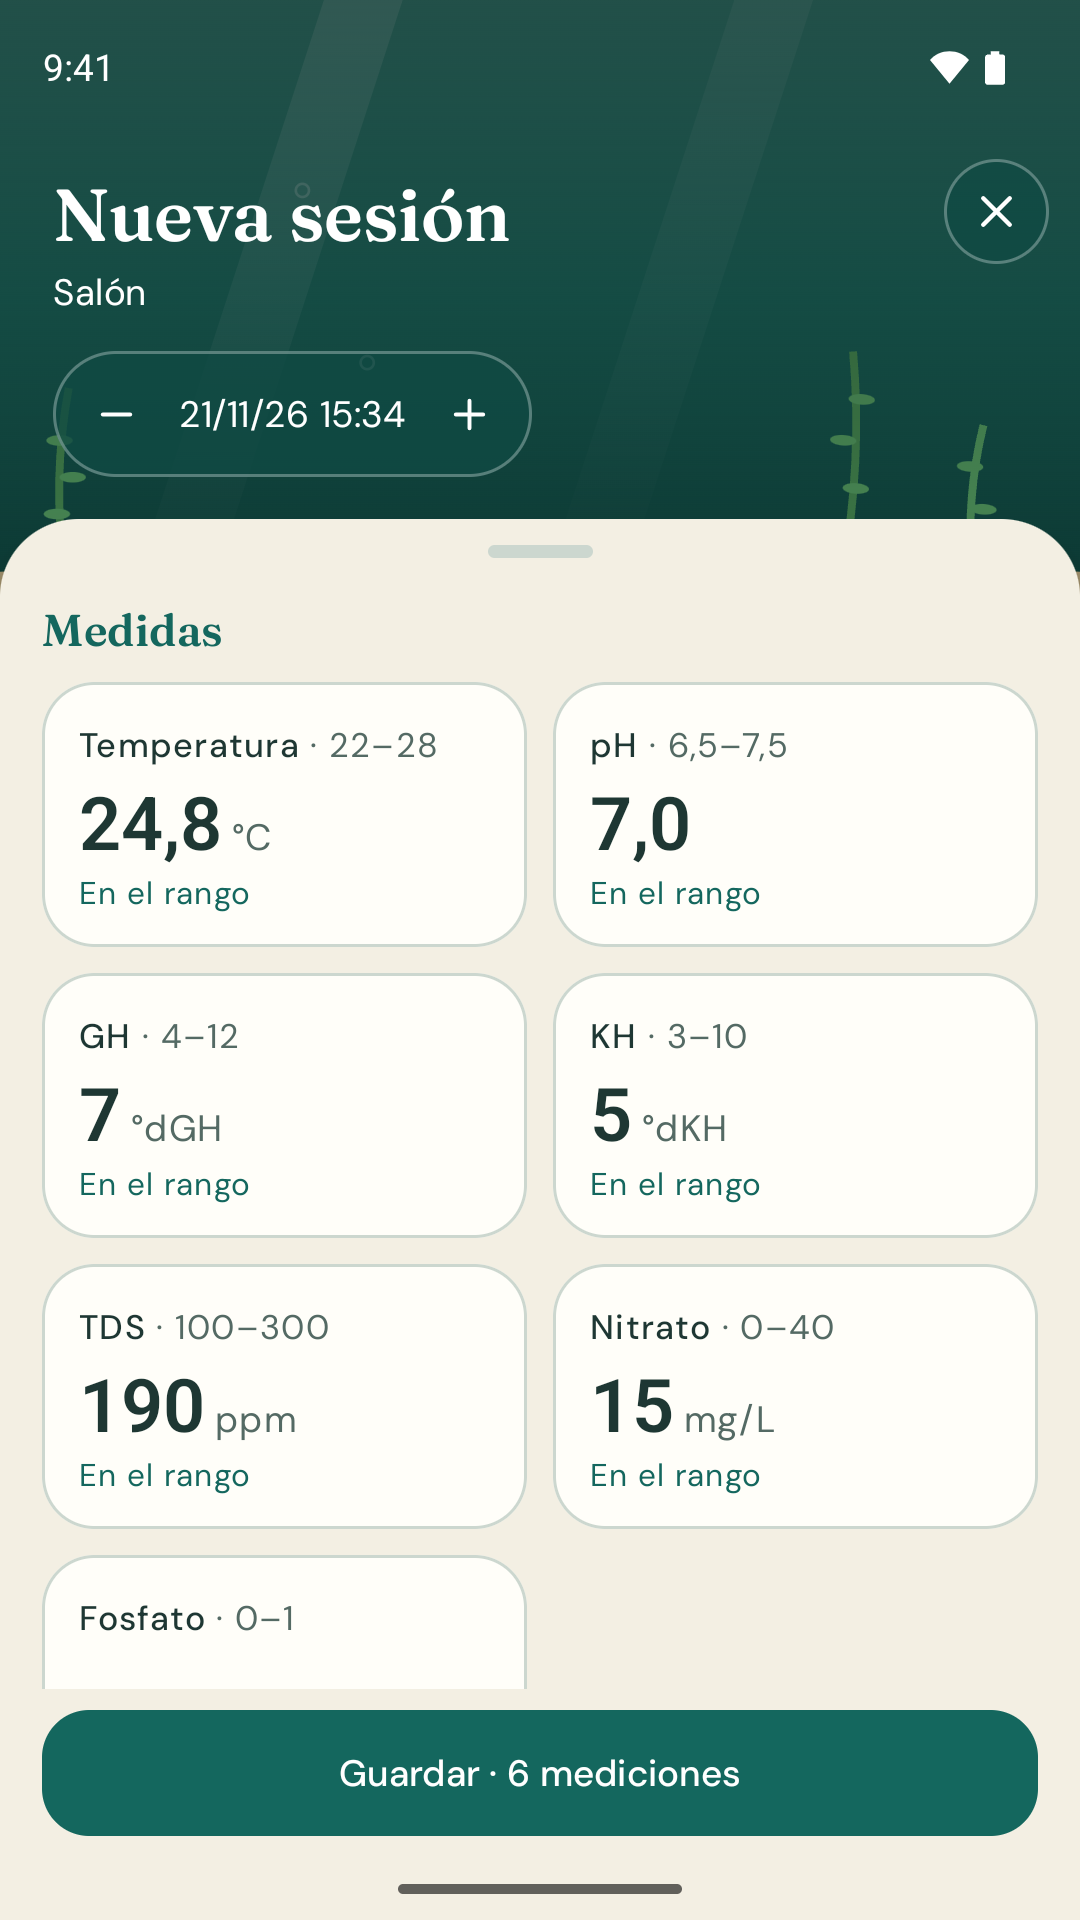 9:41
Nueva sesión
Salón
21/11/26 15:34
Medidas
Temperatura · 22–28
24,8 °C
En el rango
pH · 6,5–7,5
7,0
En el rango
GH · 4–12
7 °dGH
En el rango
KH · 3–10
5 °dKH
En el rango
TDS · 100–300
190 ppm
En el rango
Nitrato · 0–40
15 mg/L
En el rango
Fosfato · 0–1
Guardar · 6 mediciones